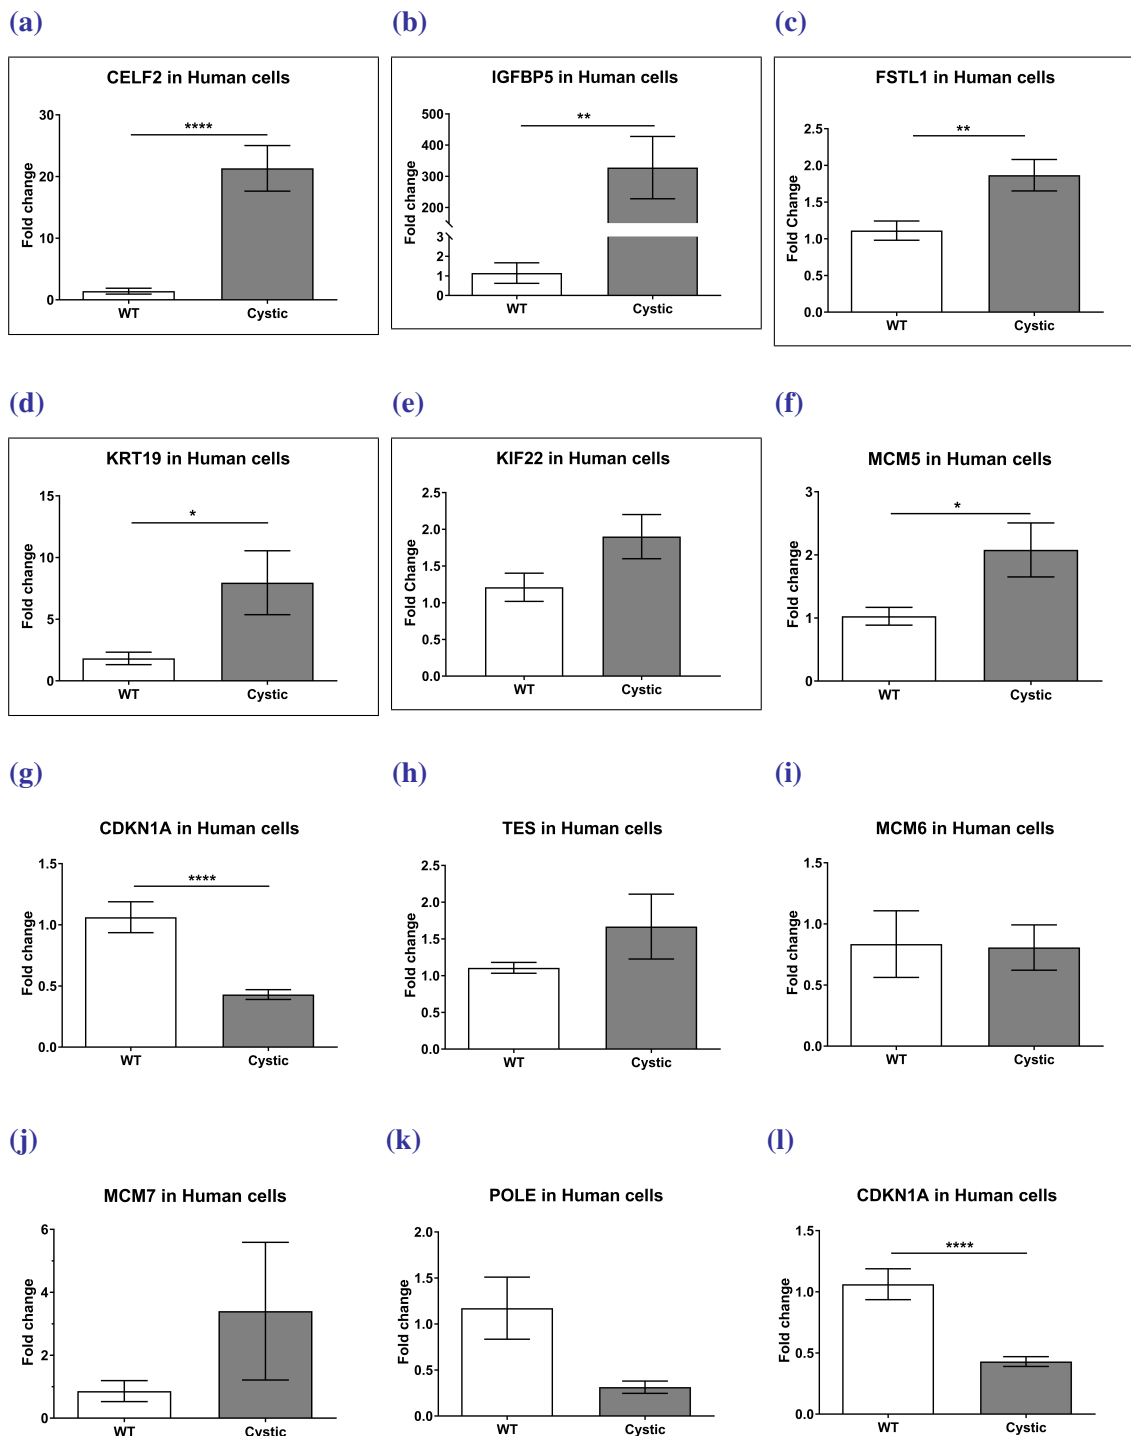 (a)
CELF2 in Human cells
Fold change
30
20
10
0
****
WT Cystic
(b)
IGFBP5 in Human cells
Fold change
500
400
300
200
3
2
1
0
**
WT Cystic
(c)
FSTL1 in Human cells
Fold Change
2.5
2.0
1.5
1.0
0.5
0.0
**
WT Cystic
(d)
KRT19 in Human cells
Fold change
15
10
5
0
*
WT Cystic
(e)
KIF22 in Human cells
Fold Change
2.5
2.0
1.5
1.0
0.5
0.0
WT Cystic
(f)
MCM5 in Human cells
Fold change
3
2
1
0
*
WT Cystic
(g)
CDKN1A in Human cells
Fold change
1.5
1.0
0.5
0.0
****
WT Cystic
(h)
TES in Human cells
Fold change
2.5
2.0
1.5
1.0
0.5
0.0
WT Cystic
(i)
MCM6 in Human cells
Fold change
1.5
1.0
0.5
0.0
WT Cystic
(j)
MCM7 in Human cells
Fold change
6
4
2
0
WT Cystic
(k)
POLE in Human cells
Fold change
2.0
1.5
1.0
0.5
0.0
WT Cystic
(l)
CDKN1A in Human cells
Fold change
1.5
1.0
0.5
0.0
****
WT Cystic